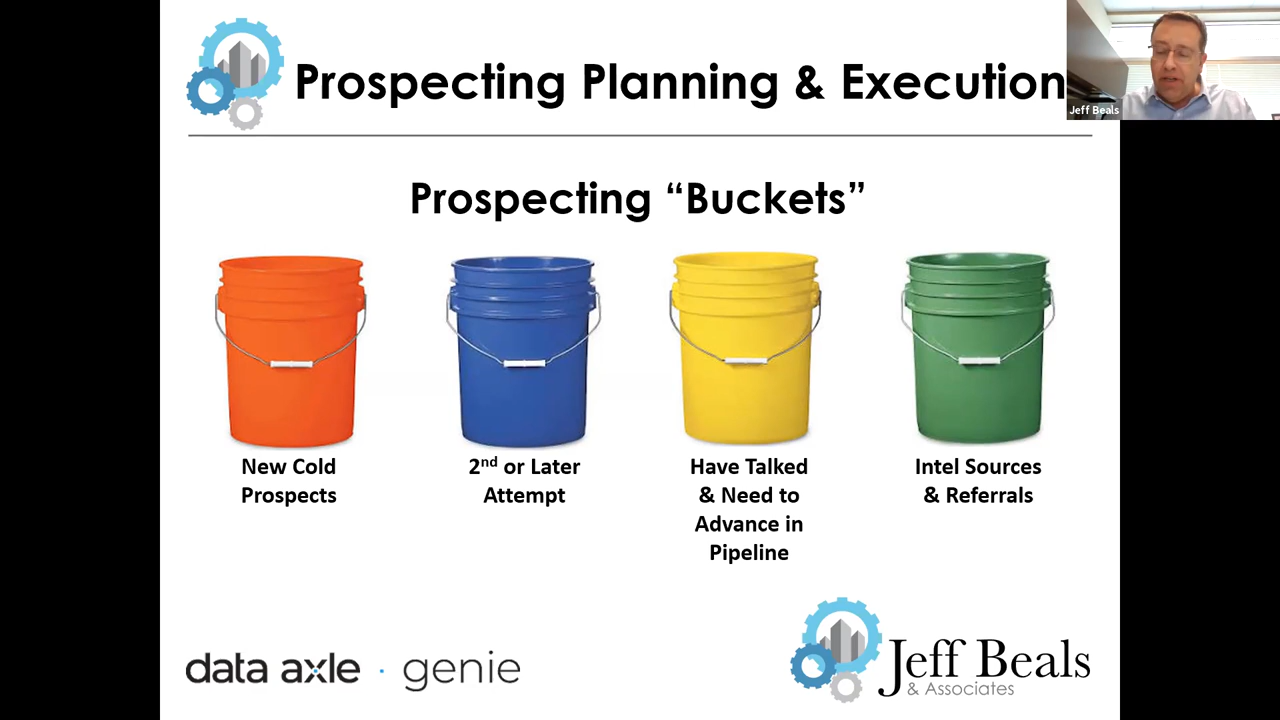 Prospecting Planning & Execution
Jeff Beals
Prospecting “Buckets”
New Cold
Prospects
2nd or Later
Attempt
Have Talked
& Need to
Advance in
Pipeline
Intel Sources
& Referrals
data axle · genie
Jeff Beals
& Associates